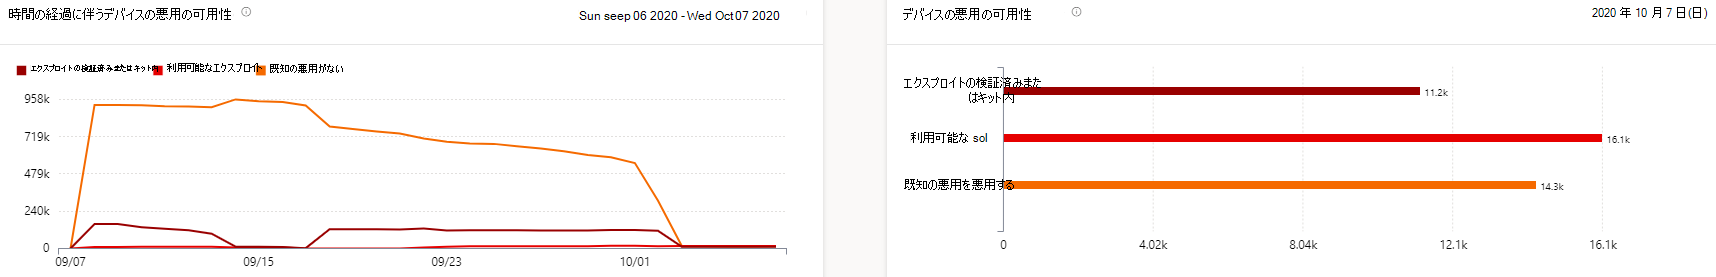 時間の経過に伴うデバイスの悪用の可用性
Sun seep 06 2020 - Wed Oct 07 2020
エクスプロイトの検証済みまたはキット内
利用可能なエクスプロイト
既知の悪用がない
958k
719k
479k
240k
0
09/07
09/15
09/23
10/01
デバイスの悪用の可用性
2020 年 10 月 7 日 (日)
エクスプロイトの検証済みまた
はキット内
11.2k
利用可能な sol
16.1k
既知の悪用を悪用する
14.3k
0
4.02k
8.04k
12.1k
16.1k